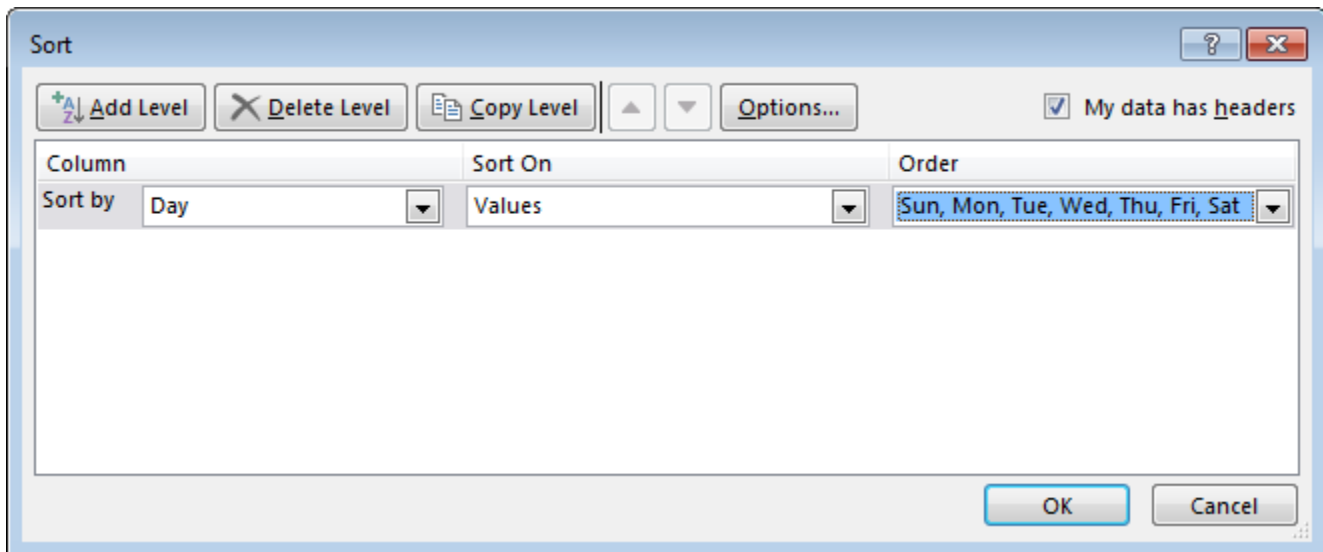 Sort
Add Level Delete Level Copy Level Options... My data has headers
Column Sort On Order
Sort by Day Values Sun, Mon, Tue, Wed, Thu, Fri, Sat
OK Cancel